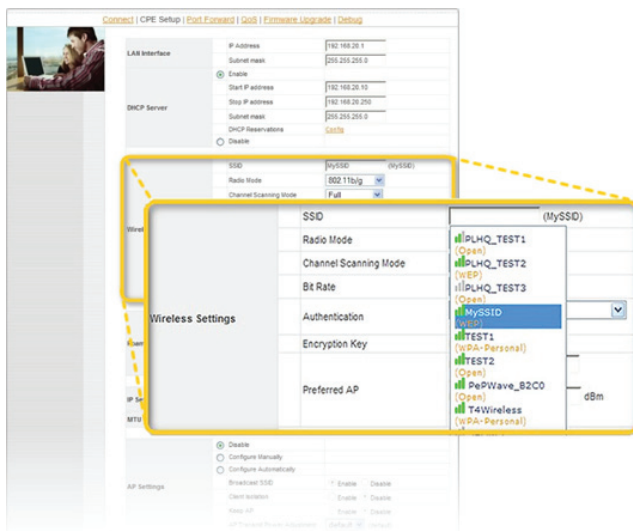 Connect | CPE Setup | Port Forward | QoS | Firmware Upgrade | Debug
LAN Interface
IP Address 192.168.20.1
Subnet mask 255.255.255.0
DHCP Server
Enable
Start IP address 192.168.20.10
Stop IP address 192.168.20.250
Subnet mask 255.255.255.0
DHCP Reservations Config
Disable
SSID MySSID (MySSID)
Radio Mode 802.11b/g
Channel Scanning Mode Full
Wireless Settings
SSID (MySSID)
Radio Mode
Channel Scanning Mode
Bit Rate
Authentication
Encryption Key
Preferred AP
PLHQ_TEST1
(Open)
PLHQ_TEST2
(WEP)
PLHQ_TEST3
(Open)
MySSID
(WEP)
TEST1
(WPA-Personal)
TEST2
(Open)
PePWave_B2C0
(Open)
T4Wireless
(WPA-Personal)
dBm
MTU
AP Settings
Disable
Configure Manually
Configure Automatically
Broadcast SSID Enable Disable
Client Isolation Enable Disable
Keep AP Enable Disable
Default